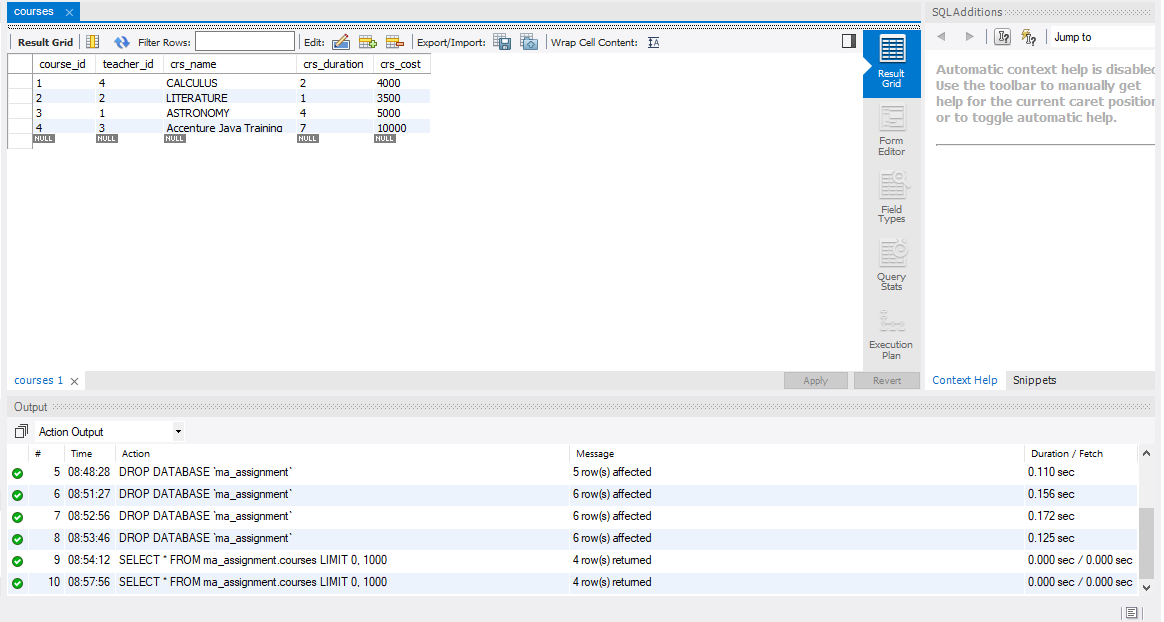 courses
SQLAdditions
Result Grid Filter Rows: Edit: Export/Import: Wrap Cell Content:
Jump to
course_id teacher_id crs_name crs_duration crs_cost
1 4 CALCULUS 2 4000
2 2 LITERATURE 1 3500
3 1 ASTRONOMY 4 5000
4 3 Accenture Java Training 7 10000
NULL NULL NULL NULL NULL
Result
Grid
Form
Editor
Field
Types
Query
Stats
Execution
Plan
Automatic context help is disabled
Use the toolbar to manually get
help for the current caret position
or to toggle automatic help.
courses 1
Apply Revert
Context Help Snippets
Output
Action Output
# Time Action Message Duration / Fetch
5 08:48:28 DROP DATABASE `ma_assignment` 5 row(s) affected 0.110 sec
6 08:51:27 DROP DATABASE `ma_assignment` 6 row(s) affected 0.156 sec
7 08:52:56 DROP DATABASE `ma_assignment` 6 row(s) affected 0.172 sec
8 08:53:46 DROP DATABASE `ma_assignment` 6 row(s) affected 0.125 sec
9 08:54:12 SELECT * FROM ma_assignment.courses LIMIT 0, 1000 4 row(s) returned 0.000 sec / 0.000 sec
10 08:57:56 SELECT * FROM ma_assignment.courses LIMIT 0, 1000 4 row(s) returned 0.000 sec / 0.000 sec